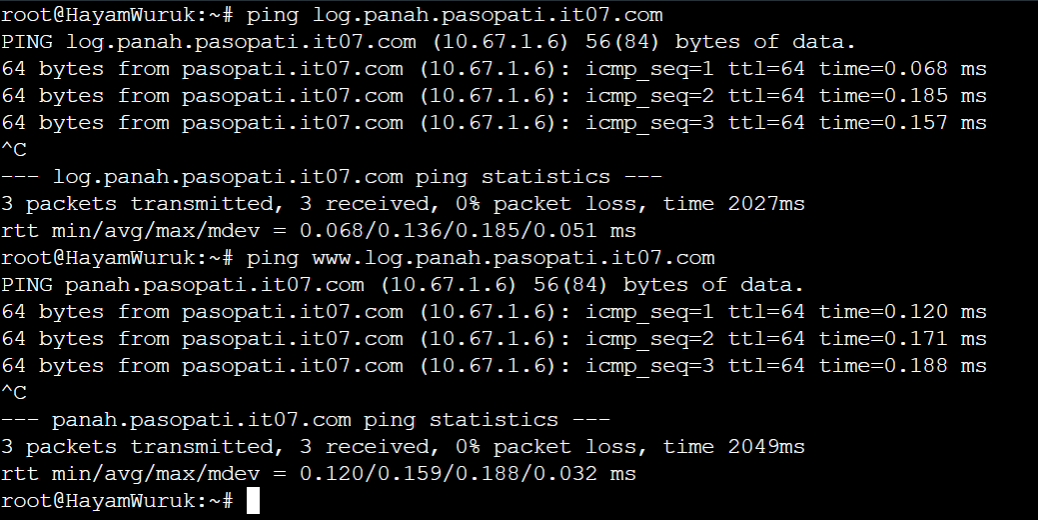 root@HayamWuruk:~# ping log.panah.pasopati.it07.com
PING log.panah.pasopati.it07.com (10.67.1.6) 56(84) bytes of data.
64 bytes from pasopati.it07.com (10.67.1.6): icmp_seq=1 ttl=64 time=0.068 ms
64 bytes from pasopati.it07.com (10.67.1.6): icmp_seq=2 ttl=64 time=0.185 ms
64 bytes from pasopati.it07.com (10.67.1.6): icmp_seq=3 ttl=64 time=0.157 ms
^C
--- log.panah.pasopati.it07.com ping statistics ---
3 packets transmitted, 3 received, 0% packet loss, time 2027ms
rtt min/avg/max/mdev = 0.068/0.136/0.185/0.051 ms
root@HayamWuruk:~# ping www.log.panah.pasopati.it07.com
PING panah.pasopati.it07.com (10.67.1.6) 56(84) bytes of data.
64 bytes from pasopati.it07.com (10.67.1.6): icmp_seq=1 ttl=64 time=0.120 ms
64 bytes from pasopati.it07.com (10.67.1.6): icmp_seq=2 ttl=64 time=0.171 ms
64 bytes from pasopati.it07.com (10.67.1.6): icmp_seq=3 ttl=64 time=0.188 ms
^C
--- panah.pasopati.it07.com ping statistics ---
3 packets transmitted, 3 received, 0% packet loss, time 2049ms
rtt min/avg/max/mdev = 0.120/0.159/0.188/0.032 ms
root@HayamWuruk:~#